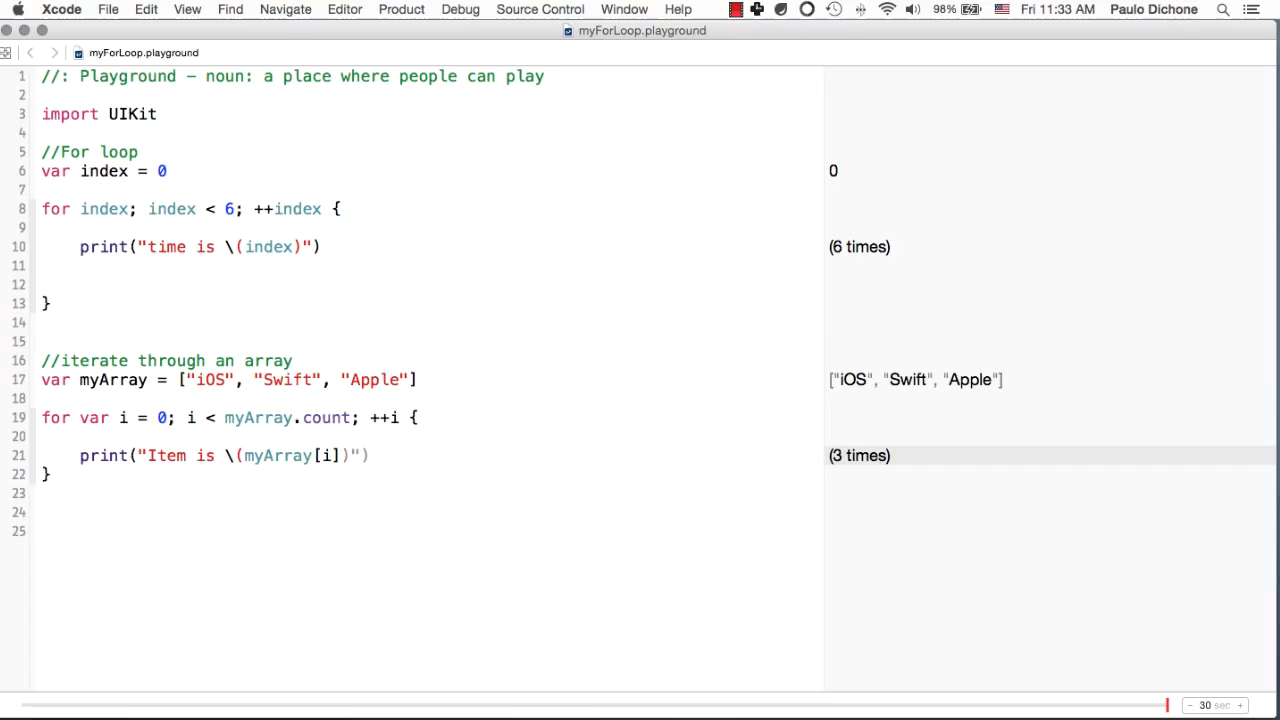 Xcode File Edit View Find Navigate Editor Product Debug Source Control Window Help 98% Fri 11:33 AM Paulo Dichone
myForLoop.playground
myForLoop.playground
1 //: Playground – noun: a place where people can play
2
3 import UIKit
4
5 //For loop
6 var index = 0 0
7
8 for index; index < 6; ++index {
9
10 print("time is \(index)") (6 times)
11
12
13 }
14
15
16 //iterate through an array
17 var myArray = ["iOS", "Swift", "Apple"] ["iOS", "Swift", "Apple"]
18
19 for var i = 0; i < myArray.count; ++i {
20
21 print("Item is \(myArray[i])") (3 times)
22 }
23
24
25
– 30 sec +